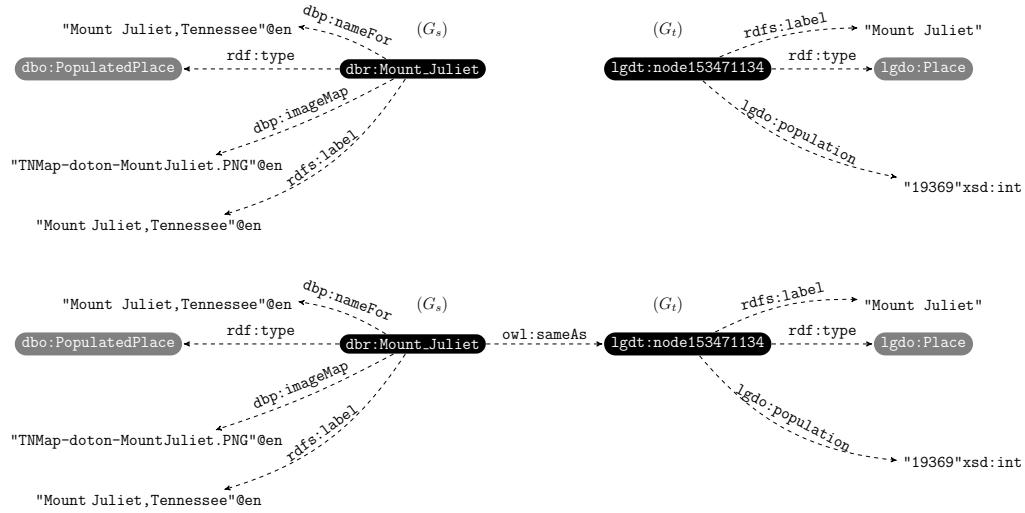 "Mount Juliet,Tennessee"@en
dbp:nameFor
(Gs)
(Gt)
rdfs:label
"Mount Juliet"
dbo:PopulatedPlace
rdf:type
dbr:Mount_Juliet
lgdt:node153471134
rdf:type
lgdo:Place
dbp:imageMap
lgdo:population
"TNMap-doton-MountJuliet.PNG"@en
rdfs:label
"19369"xsd:int
"Mount Juliet,Tennessee"@en
"Mount Juliet,Tennessee"@en
dbp:nameFor
(Gs)
(Gt)
rdfs:label
"Mount Juliet"
dbo:PopulatedPlace
rdf:type
dbr:Mount_Juliet
owl:sameAs
lgdt:node153471134
rdf:type
lgdo:Place
dbp:imageMap
lgdo:population
"TNMap-doton-MountJuliet.PNG"@en
rdfs:label
"19369"xsd:int
"Mount Juliet,Tennessee"@en